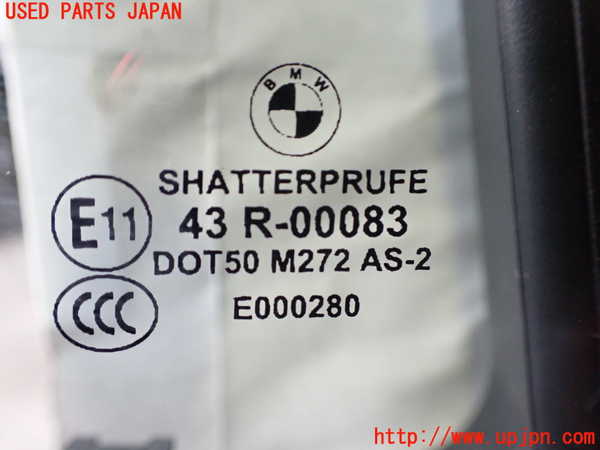 USED PARTS JAPAN
BMW
SHATTERPRUFE
E11
43 R-00083
DOT50 M272 AS-2
CCC
E000280
http://www.upjpn.com/